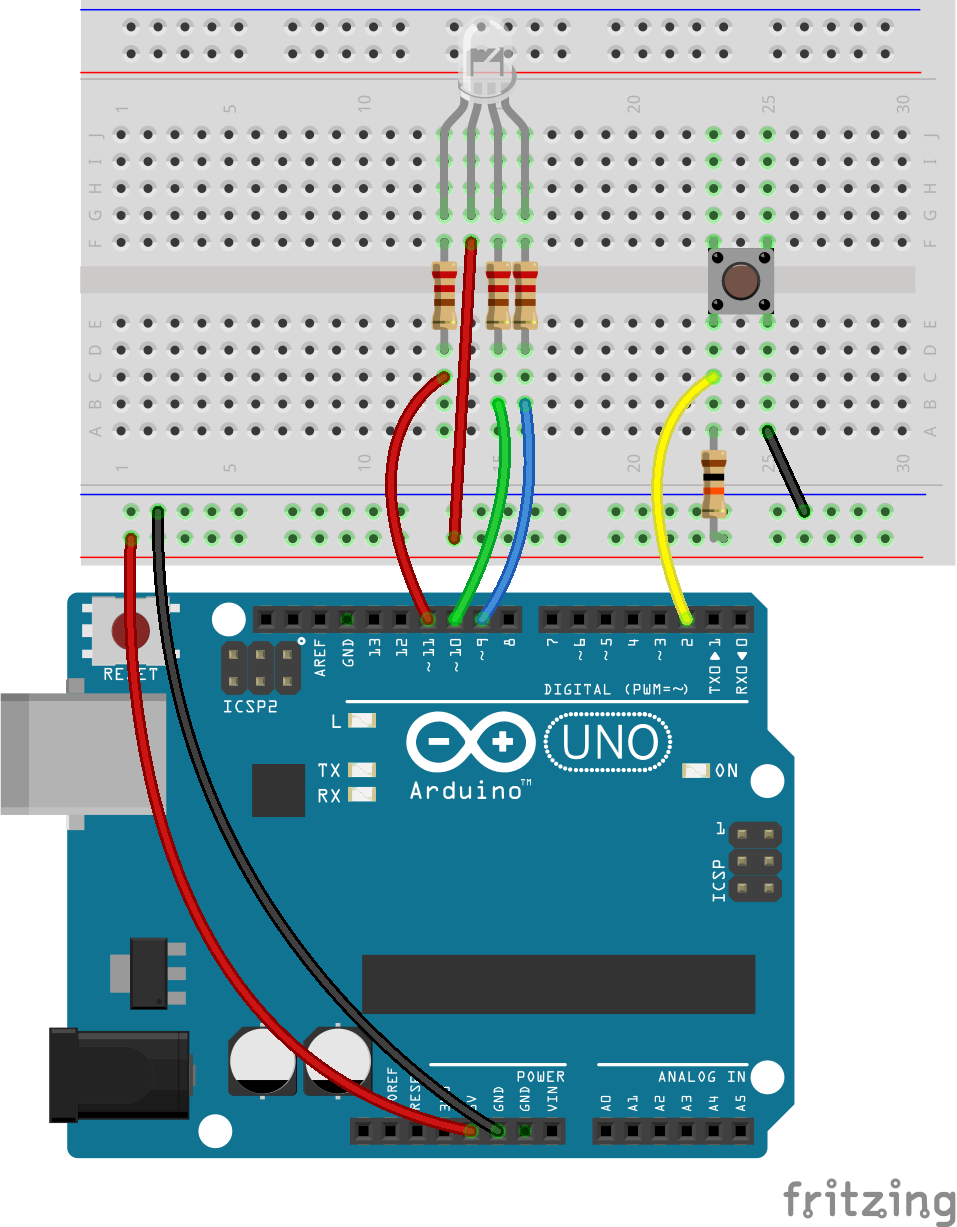 1 5 10 15 20 25 30
J J
I I
H H
G G
F F
E E
D D
C C
B B
A A
1 5 10 15 20 25 30
RESET
ICSP2
AREF GND 13 12 ~11 ~10 ~9 8 7 ~6 ~5 4 ~3 2 TX0▶1 RX0◀0
DIGITAL (PWM=~)
L
TX
RX
Arduino™
UNO
ON
1
ICSP
POWER
ANALOG IN
IOREF RESET 3V3 5V GND GND VIN A0 A1 A2 A3 A4 A5
fritzing